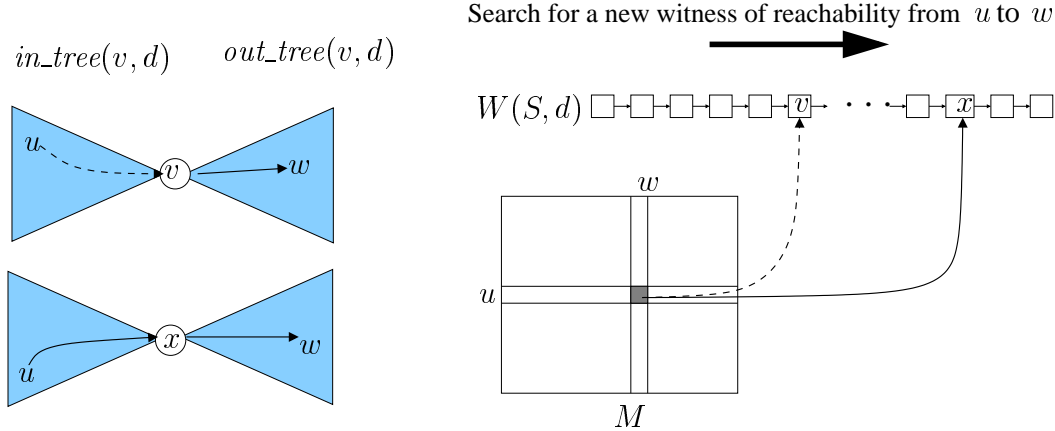 in_tree(v, d)
out_tree(v, d)
u
v
w
u
x
w
Search for a new witness of reachability from u to w
W(S, d)
v
· · ·
x
w
u
M